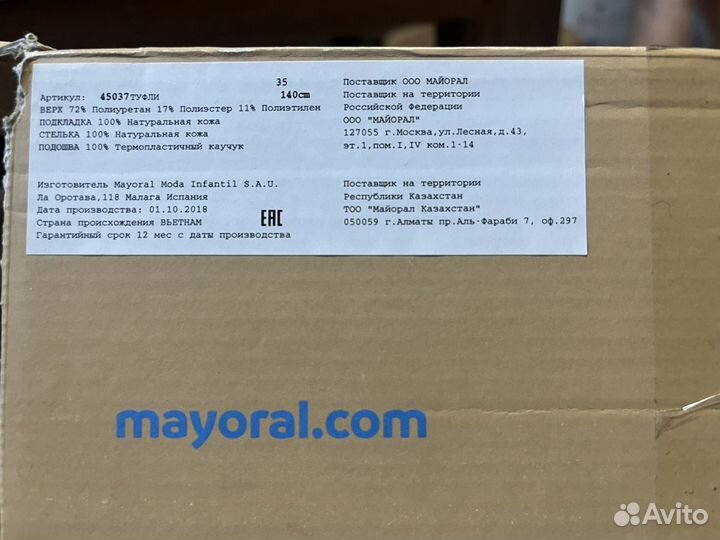 35
Артикул: 45037ТУФЛИ 140cm
ВЕРХ 72% Полиуретан 17% Полиэстер 11% Полиэтилен
ПОДКЛАДКА 100% Натуральная кожа
СТЕЛЬКА 100% Натуральная кожа
ПОДОШВА 100% Термопластичный каучук
Изготовитель Mayoral Moda Infantil S.A.U.
Ла Оротава,118 Малага Испания
Дата производства: 01.10.2018
Страна происхождения ВЬЕТНАМ
Гарантийный срок 12 мес с даты производства
EAC
Поставщик ООО МАЙОРАЛ
Поставщик на территории
Российской Федерации
ООО "МАЙОРАЛ"
127055 г.Москва,ул.Лесная,д.43,
эт.1,пом.I,IV ком.1-14
Поставщик на территории
Республики Казахстан
ТОО "Майорал Казахстан"
050059 г.Алматы пр.Аль-Фараби 7, оф.297
mayoral.com
Avito